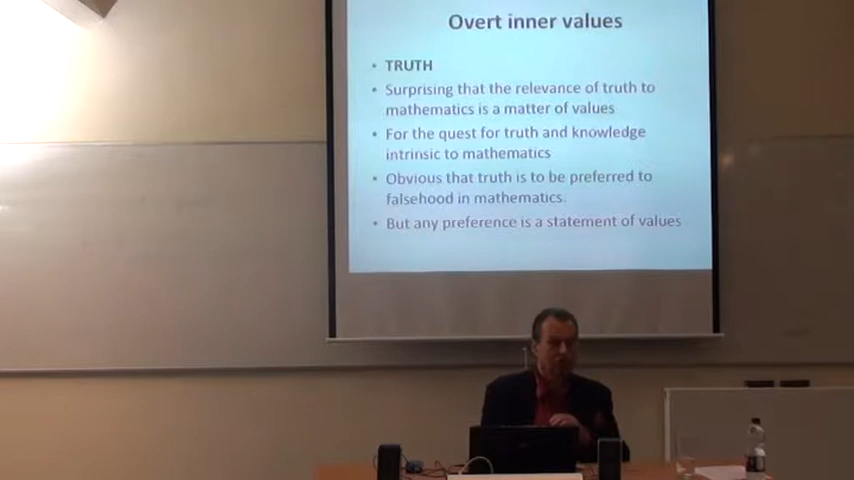 Overt inner values
• TRUTH
• Surprising that the relevance of truth to
mathematics is a matter of values
• For the quest for truth and knowledge
intrinsic to mathematics
• Obvious that truth is to be preferred to
falsehood in mathematics.
• But any preference is a statement of values